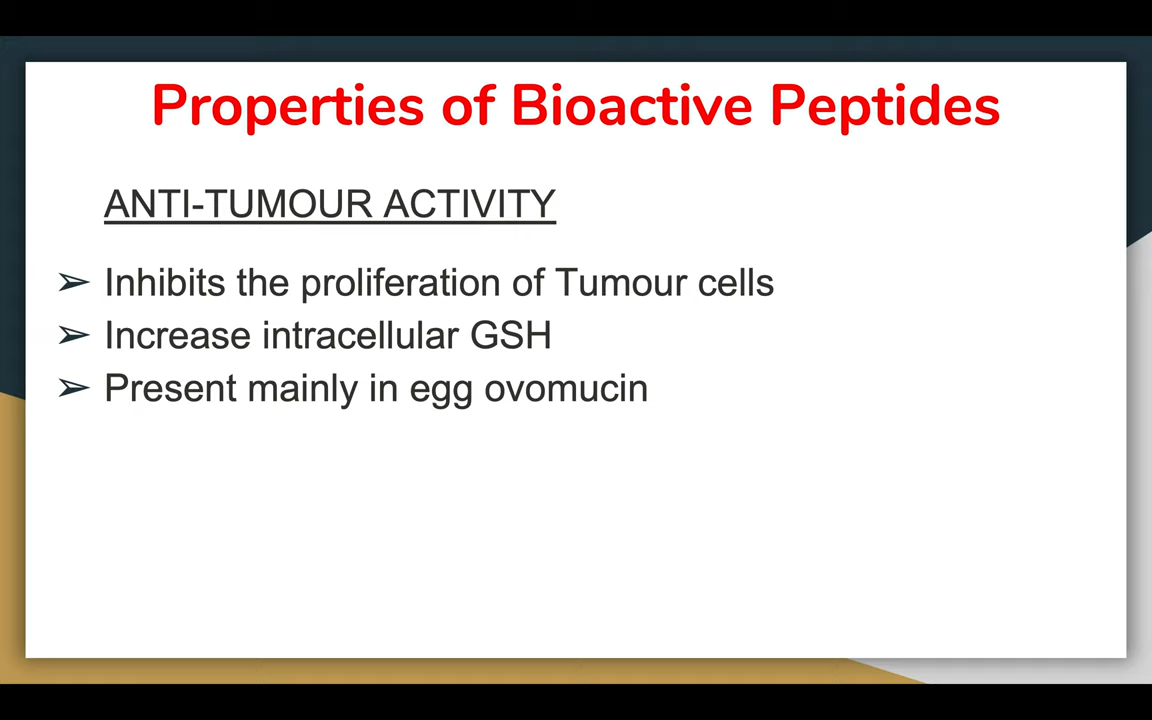 Properties of Bioactive Peptides
ANTI-TUMOUR ACTIVITY
➢ Inhibits the proliferation of Tumour cells
➢ Increase intracellular GSH
➢ Present mainly in egg ovomucin